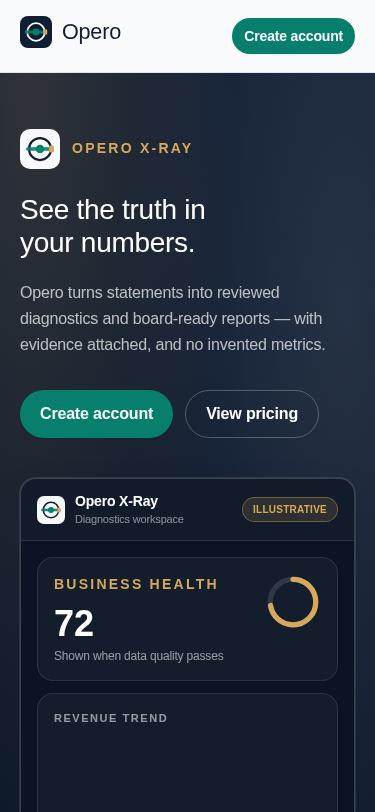 Opero
Create account
OPERO X-RAY
See the truth in
your numbers.
Opero turns statements into reviewed
diagnostics and board-ready reports — with
evidence attached, and no invented metrics.
Create account
View pricing
Opero X-Ray
Diagnostics workspace
ILLUSTRATIVE
BUSINESS HEALTH
72
Shown when data quality passes
REVENUE TREND